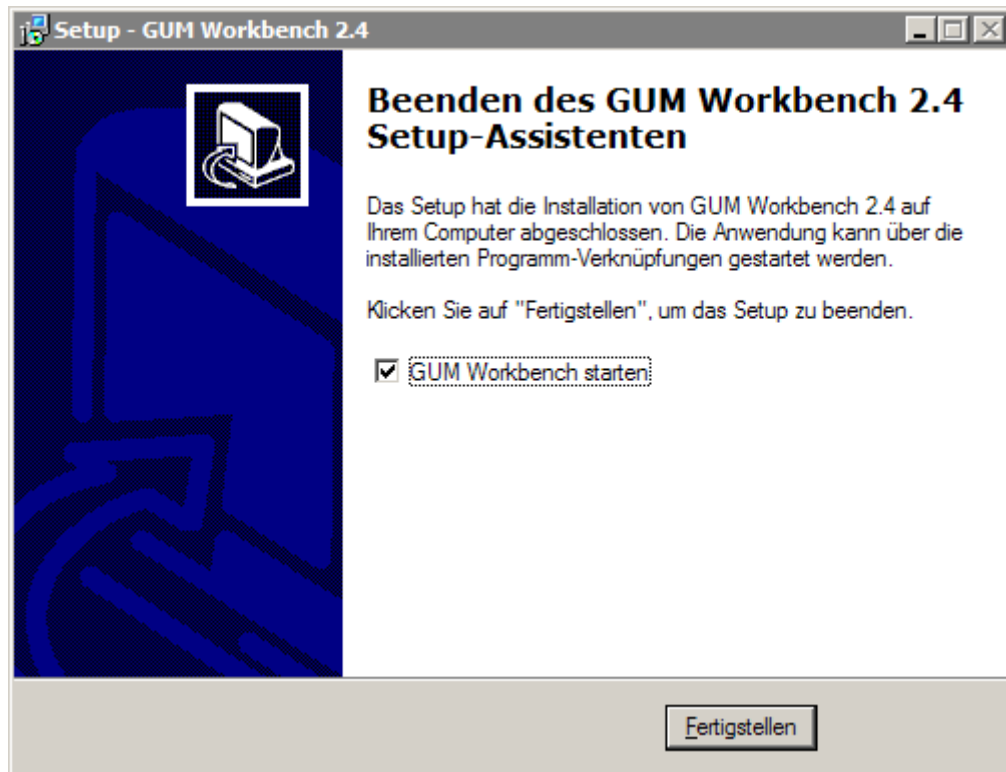 Setup - GUM Workbench 2.4
Beenden des GUM Workbench 2.4
Setup-Assistenten
Das Setup hat die Installation von GUM Workbench 2.4 auf
Ihrem Computer abgeschlossen. Die Anwendung kann über die
installierten Programm-Verknüpfungen gestartet werden.
Klicken Sie auf "Fertigstellen", um das Setup zu beenden.
GUM Workbench starten
Fertigstellen